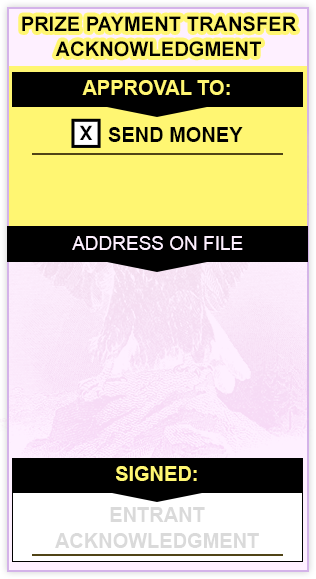 PRIZE PAYMENT TRANSFER
ACKNOWLEDGMENT
APPROVAL TO:
X SEND MONEY
ADDRESS ON FILE
SIGNED:
ENTRANT
ACKNOWLEDGMENT